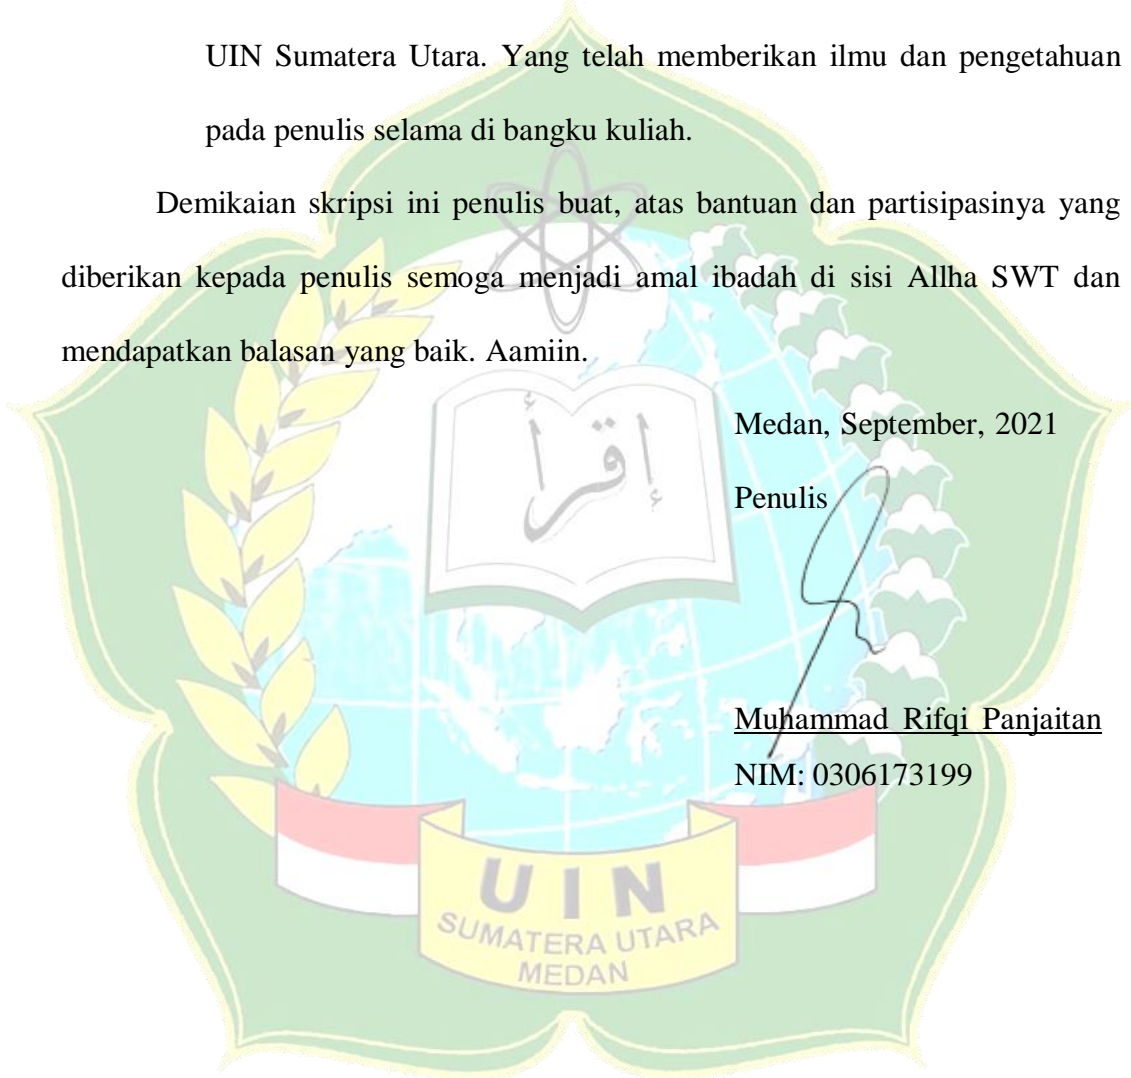 UIN Sumatera Utara. Yang telah memberikan ilmu dan pengetahuan
pada penulis selama di bangku kuliah.
Demikaian skripsi ini penulis buat, atas bantuan dan partisipasinya yang
diberikan kepada penulis semoga menjadi amal ibadah di sisi Allha SWT dan
mendapatkan balasan yang baik. Aamiin.
إقرأ
Medan, September, 2021
Penulis
Muhammad Rifqi Panjaitan
NIM: 0306173199
UIN
SUMATERA UTARA
MEDAN